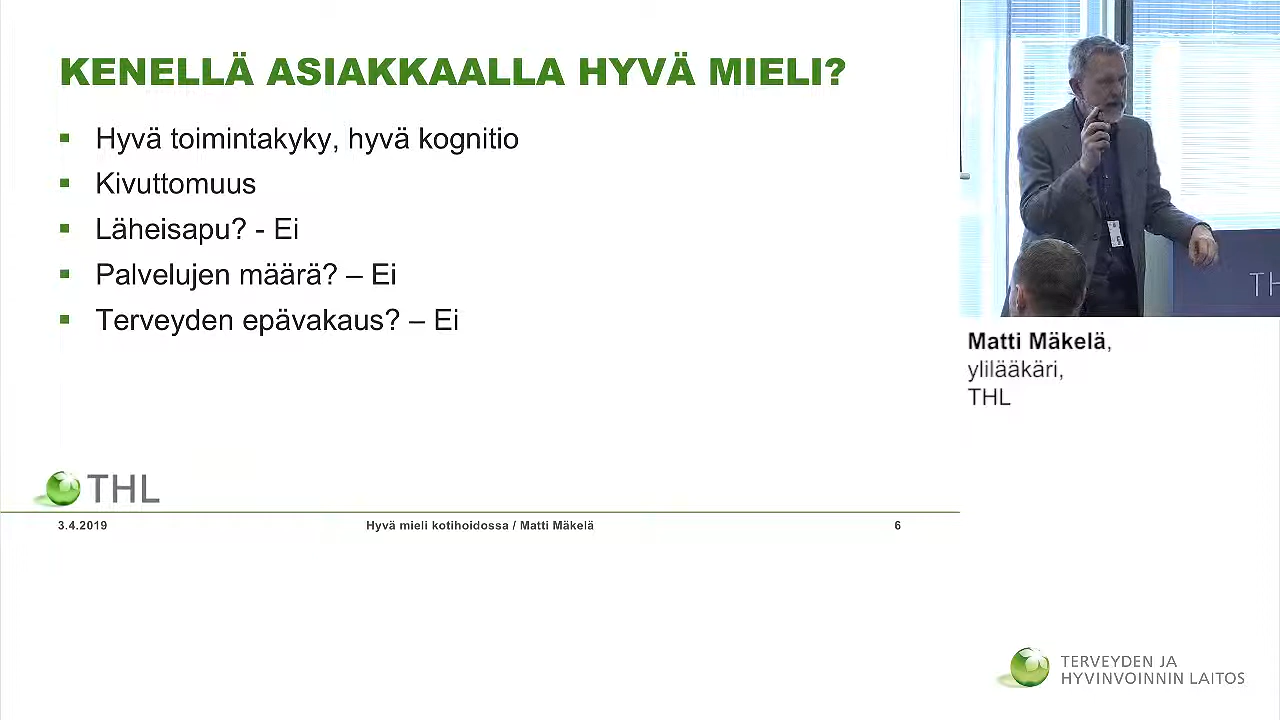 KENELLÄ ASIAKKAALLA HYVÄ MIELI?
Hyvä toimintakyky, hyvä kognitio
Kivuttomuus
Läheisapu? - Ei
Palvelujen määrä? – Ei
Terveyden epävakaus? – Ei
THL
3.4.2019
Hyvä mieli kotihoidossa / Matti Mäkelä
6
TH
Matti Mäkelä,
ylilääkäri,
THL
TERVEYDEN JA
HYVINVOINNIN LAITOS